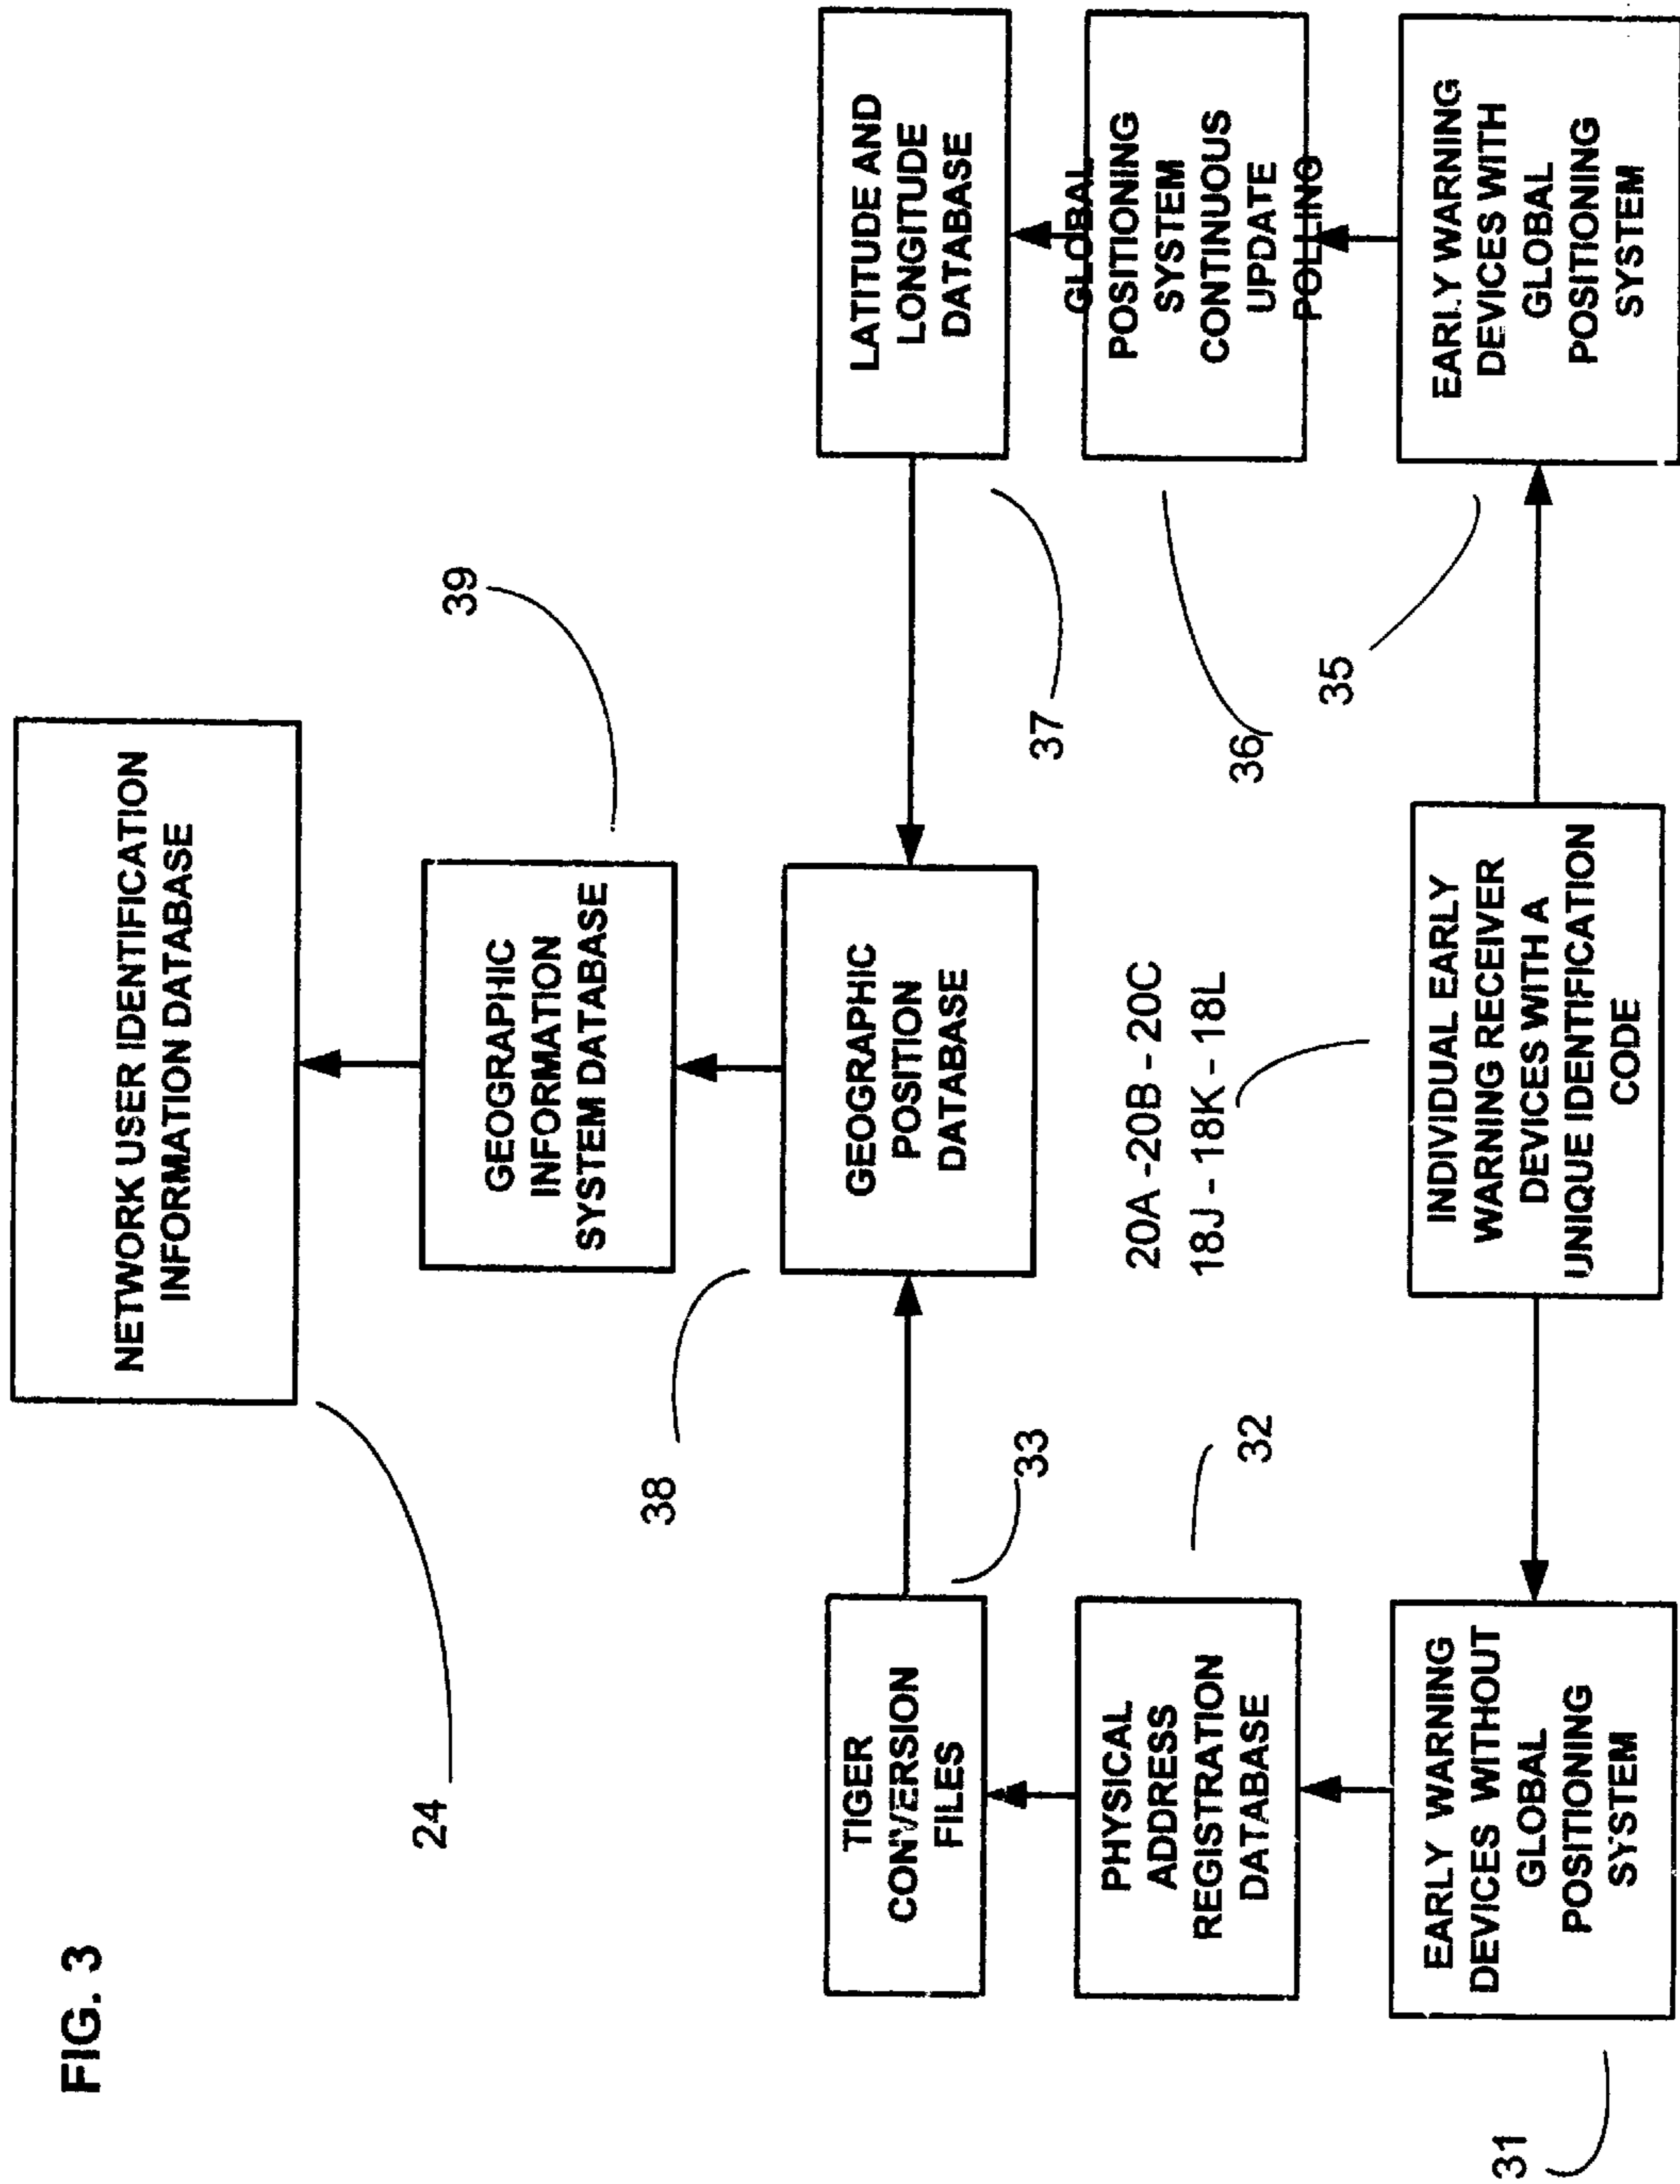 FIG. 3
NETWORK USER IDENTIFICATION
INFORMATION DATABASE
24
GEOGRAPHIC
INFORMATION
SYSTEM DATABASE
39
GEOGRAPHIC
POSITION
DATABASE
38
TIGER
CONVERSION
FILES
33
LATITUDE AND
LONGITUDE
DATABASE
37
PHYSICAL
ADDRESS
REGISTRATION
DATABASE
32
20A -20B - 20C
18J - 18K - 18L
GLOBAL
POSITIONING
SYSTEM
CONTINUOUS
UPDATE
POLLING
36
EARLY WARNING
DEVICES WITHOUT
GLOBAL
POSITIONING
SYSTEM
31
INDIVIDUAL EARLY
WARNING RECEIVER
DEVICES WITH A
UNIQUE IDENTIFICATION
CODE
EARLY WARNING
DEVICES WITH
GLOBAL
POSITIONING
SYSTEM
35